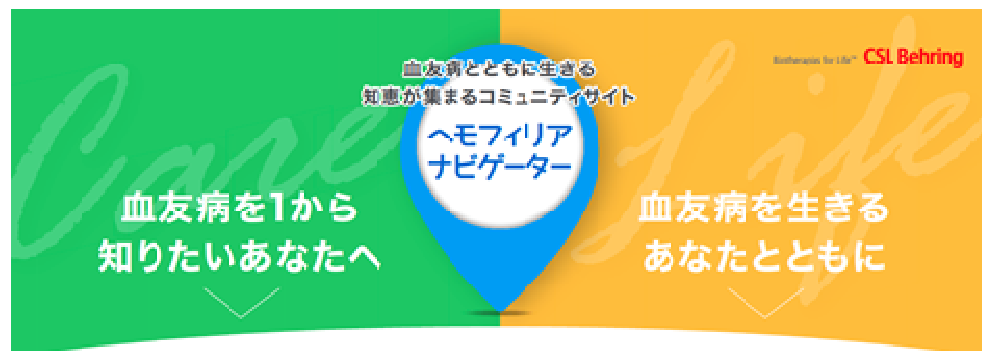 Care
Life
Biotherapies for Life™ CSL Behring
血友病とともに生きる
知恵が集まるコミュニティサイト
ヘモフィリア
ナビゲーター
血友病を1から
知りたいあなたへ
血友病を生きる
あなたとともに